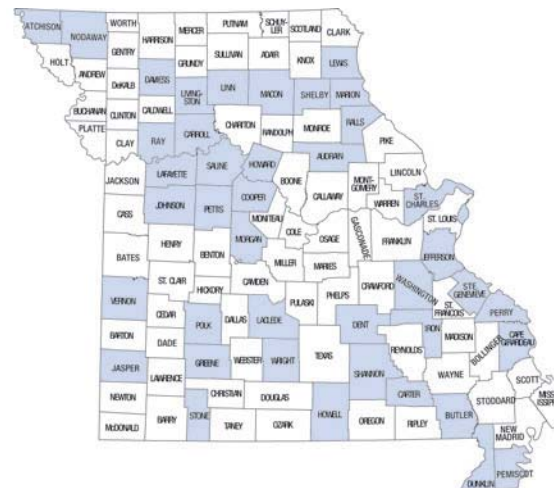 ATCHISON
NODAWAY
WORTH
HARRISON
MERCER
PUTNAM
SCHUY-
LER
SCOTLAND
CLARK
HOLT
GENTRY
SULLIVAN
ADAIR
KNOX
LEWIS
ANDREW
DeKALB
DAVIESS
GRUNDY
LINN
MACON
SHELBY
MARION
BUCHANAN
CLINTON
CALDWELL
LIVING-
STON
CHARITON
RANDOLPH
MONROE
RALLS
PLATTE
CLAY
RAY
CARROLL
HOWARD
AUDRAIN
PIKE
JACKSON
LAFAYETTE
SALINE
BOONE
CALLAWAY
MONT-
GOMERY
LINCOLN
WARREN
ST.
CHARLES
CASS
JOHNSON
PETTIS
COOPER
MONITEAU
COLE
OSAGE
GASCONADE
FRANKLIN
ST. LOUIS
BATES
HENRY
BENTON
MORGAN
MILLER
MARIES
JEFFERSON
VERNON
ST. CLAIR
HICKORY
CAMDEN
PULASKI
PHELPS
CRAWFORD
WASHINGTON
ST.
FRANCOIS
STE.
GENEVIEVE
PERRY
BARTON
CEDAR
POLK
DALLAS
LACLEDE
DENT
IRON
MADISON
BOLLINGER
CAPE
GIRARDEAU
JASPER
DADE
GREENE
WEBSTER
WRIGHT
TEXAS
SHANNON
REYNOLDS
WAYNE
SCOTT
NEWTON
LAWRENCE
CHRISTIAN
DOUGLAS
CARTER
STODDARD
MISS-
ISSIPPI
McDONALD
BARRY
STONE
TANEY
OZARK
HOWELL
OREGON
RIPLEY
BUTLER
NEW
MADRID
DUNKLIN
PEMISCOT